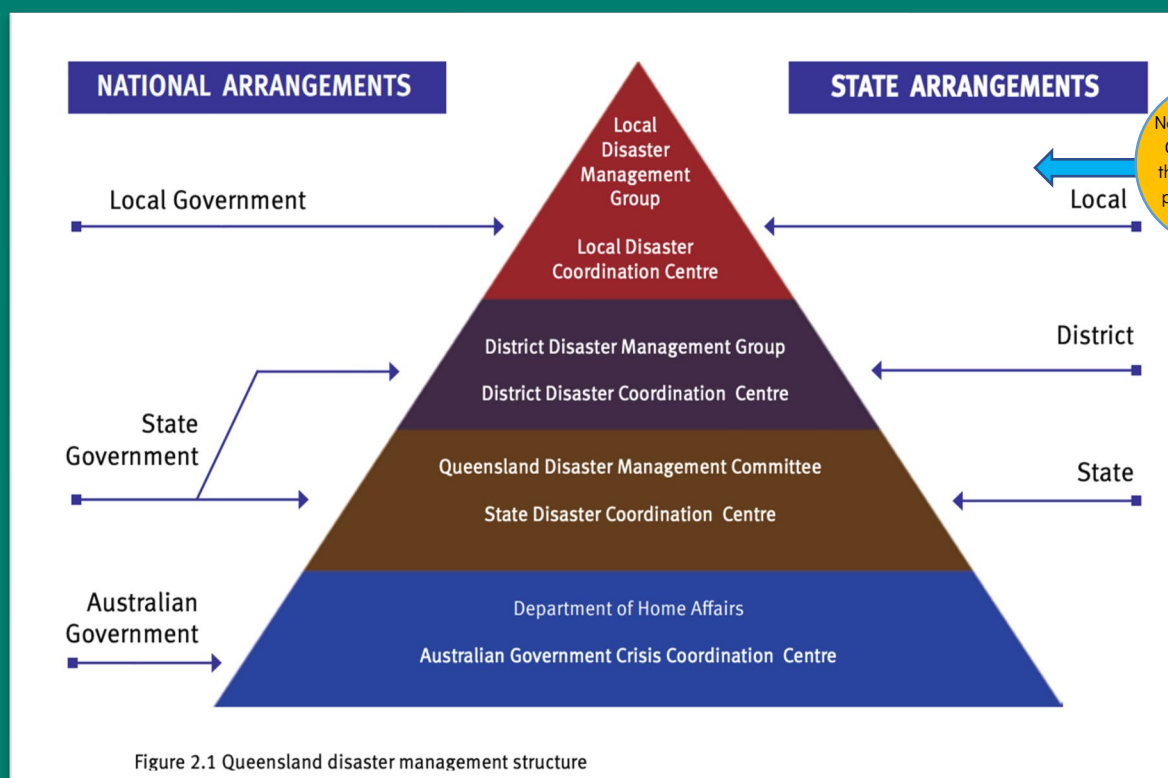 NATIONAL ARRANGEMENTS
STATE ARRANGEMENTS
Local
Disaster
Management
Group
Local Disaster
Coordination Centre
Local Government
Local
District Disaster Management Group
District Disaster Coordination Centre
District
State
Government
Queensland Disaster Management Committee
State Disaster Coordination Centre
State
Australian
Government
Department of Home Affairs
Australian Government Crisis Coordination Centre
Figure 2.1 Queensland disaster management structure